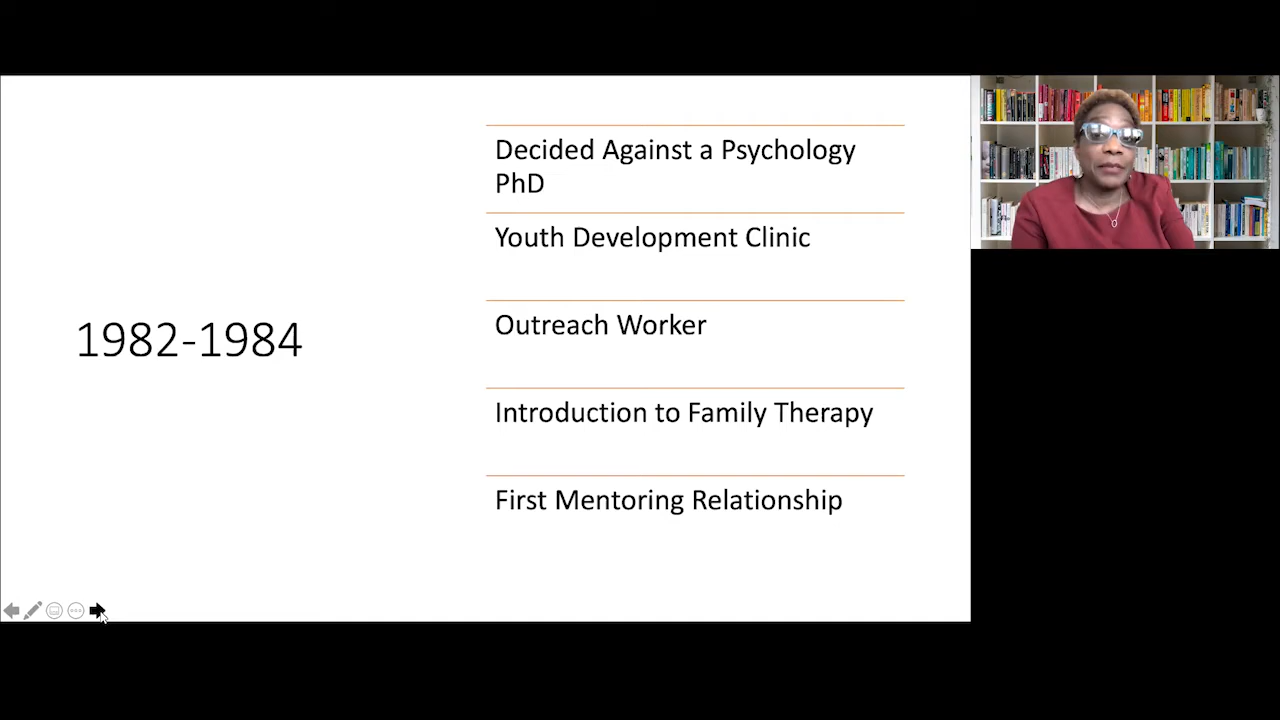 1982-1984
Decided Against a Psychology
PhD
Youth Development Clinic
Outreach Worker
Introduction to Family Therapy
First Mentoring Relationship